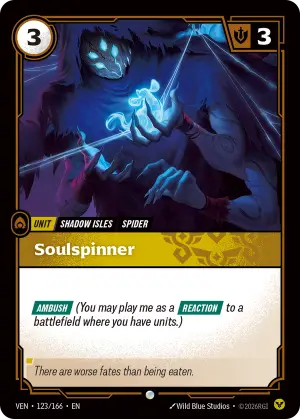 3
3
UNIT SHADOW ISLES SPIDER
Soulspinner
AMBUSH (You may play me as a REACTION to a
battlefield where you have units.)
There are worse fates than being eaten.
VEN • 123/166 • EN Wild Blue Studios • ©2026RGI